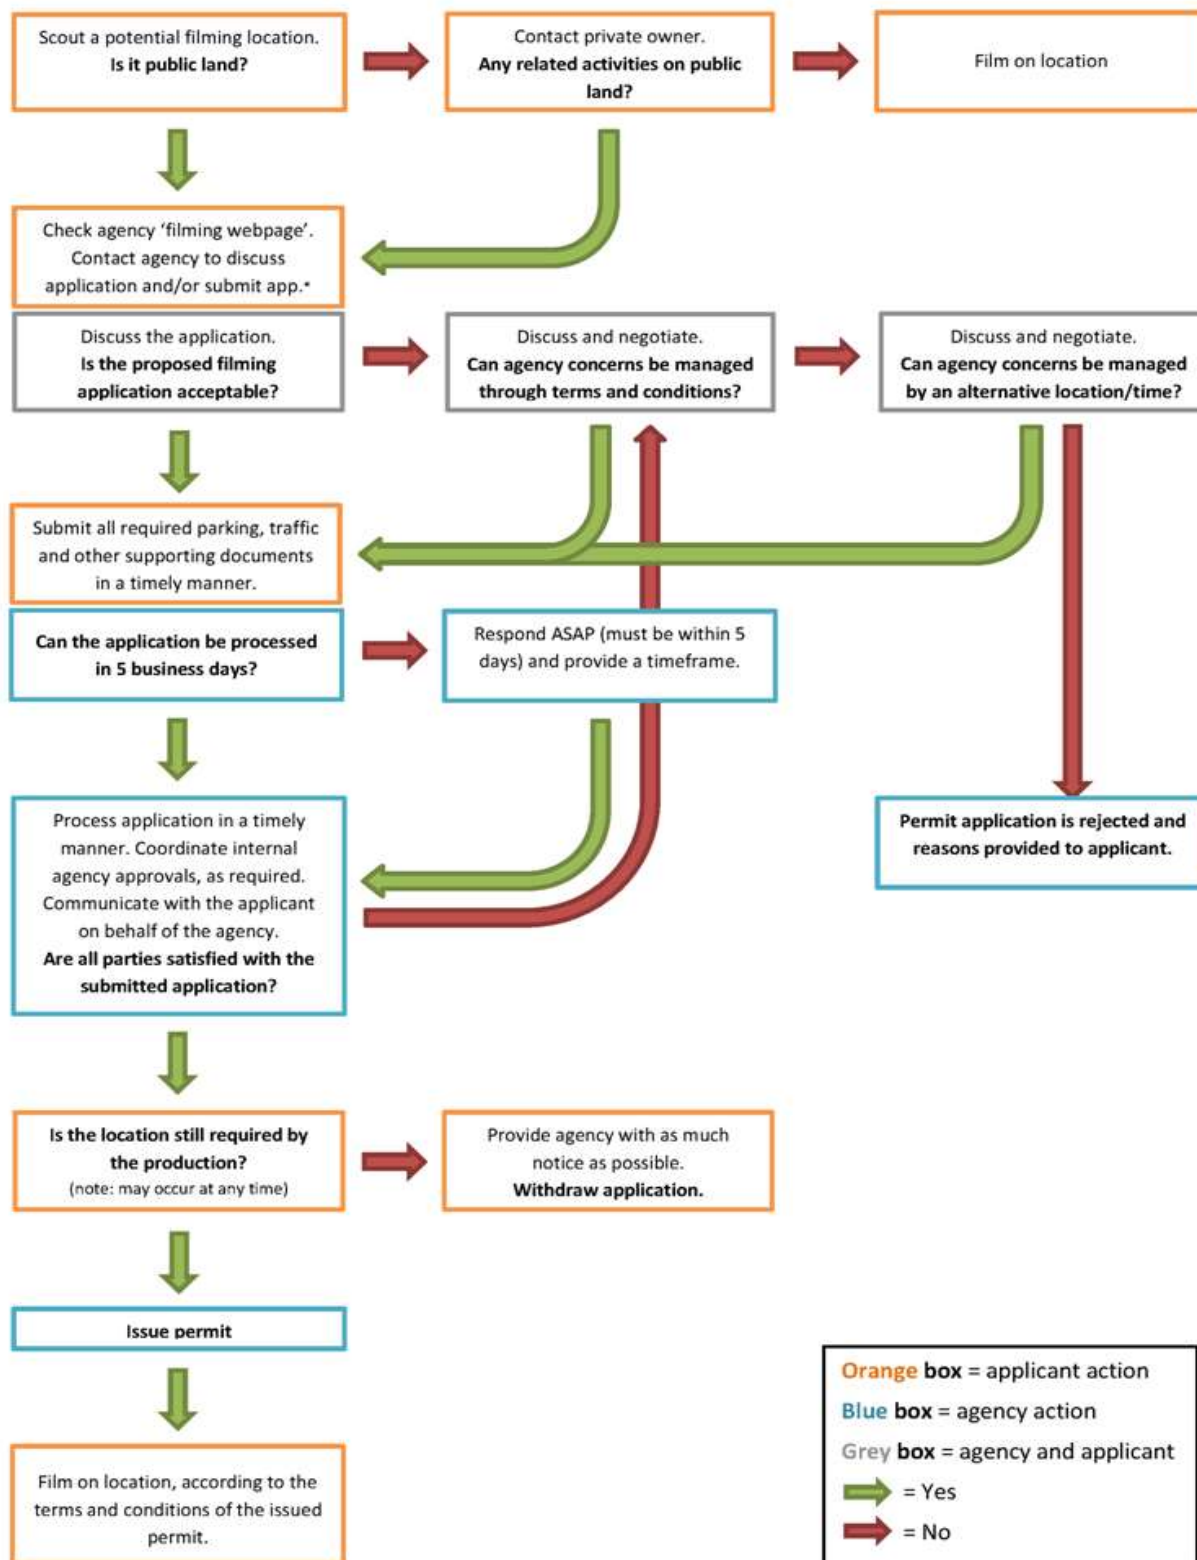 Scout a potential filming location.
Is it public land?
Contact private owner.
Any related activities on public
land?
Film on location
Check agency ‘filming webpage’.
Contact agency to discuss
application and/or submit app.*
Discuss the application.
Is the proposed filming
application acceptable?
Discuss and negotiate.
Can agency concerns be managed
through terms and conditions?
Discuss and negotiate.
Can agency concerns be managed
by an alternative location/time?
Submit all required parking, traffic
and other supporting documents
in a timely manner.
Can the application be processed
in 5 business days?
Respond ASAP (must be within 5
days) and provide a timeframe.
Process application in a timely
manner. Coordinate internal
agency approvals, as required.
Communicate with the applicant
on behalf of the agency.
Are all parties satisfied with the
submitted application?
Permit application is rejected and
reasons provided to applicant.
Is the location still required by
the production?
(note: may occur at any time)
Provide agency with as much
notice as possible.
Withdraw application.
Issue permit
Film on location, according to the
terms and conditions of the issued
permit.
Orange box = applicant action
Blue box = agency action
Grey box = agency and applicant
= Yes
= No